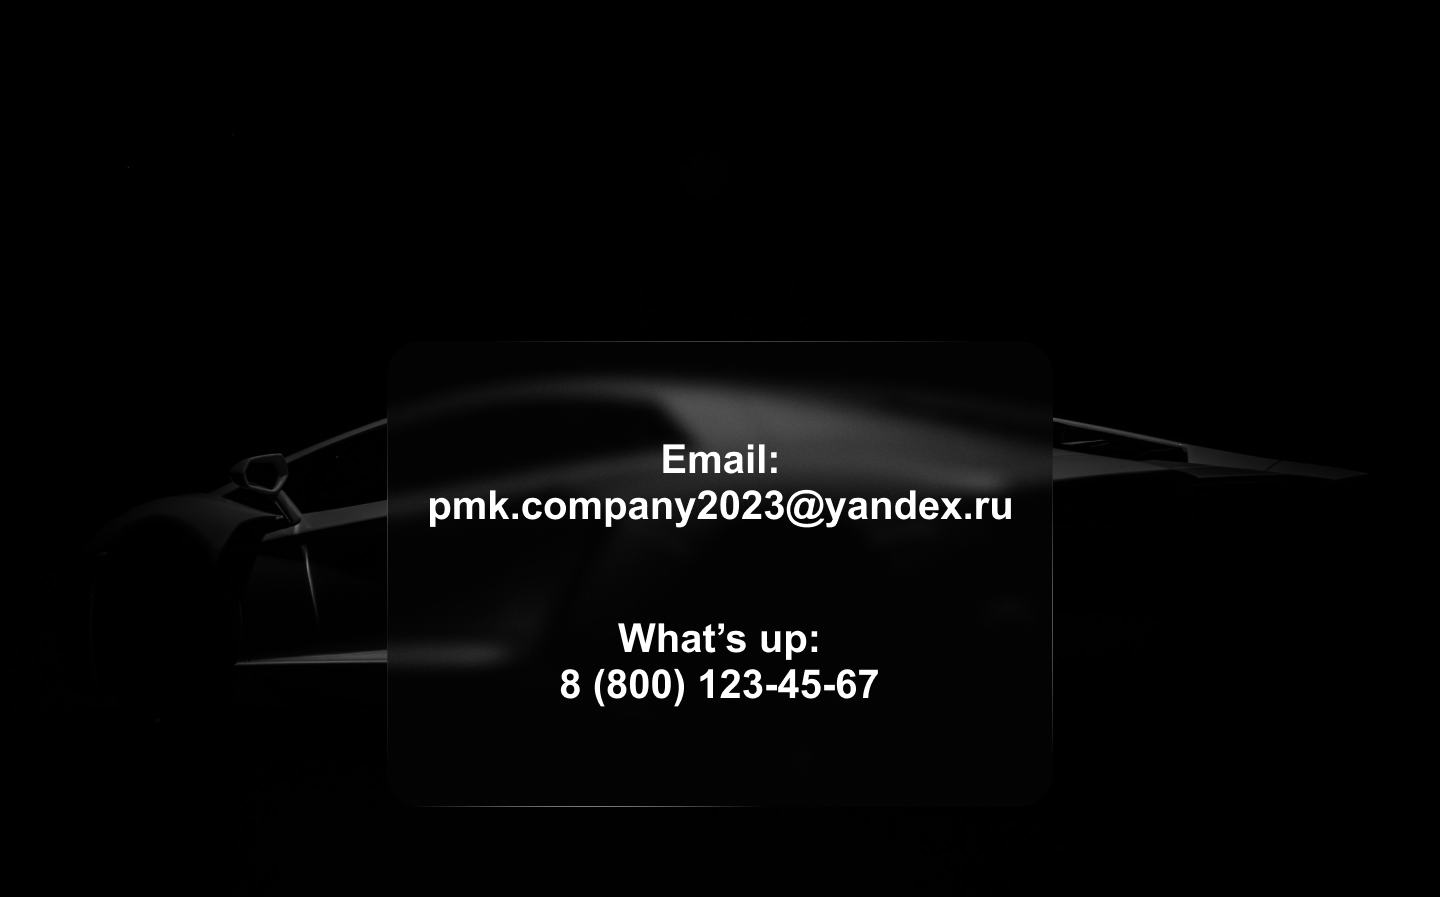 Email:
pmk.company2023@yandex.ru
What’s up:
8 (800) 123-45-67